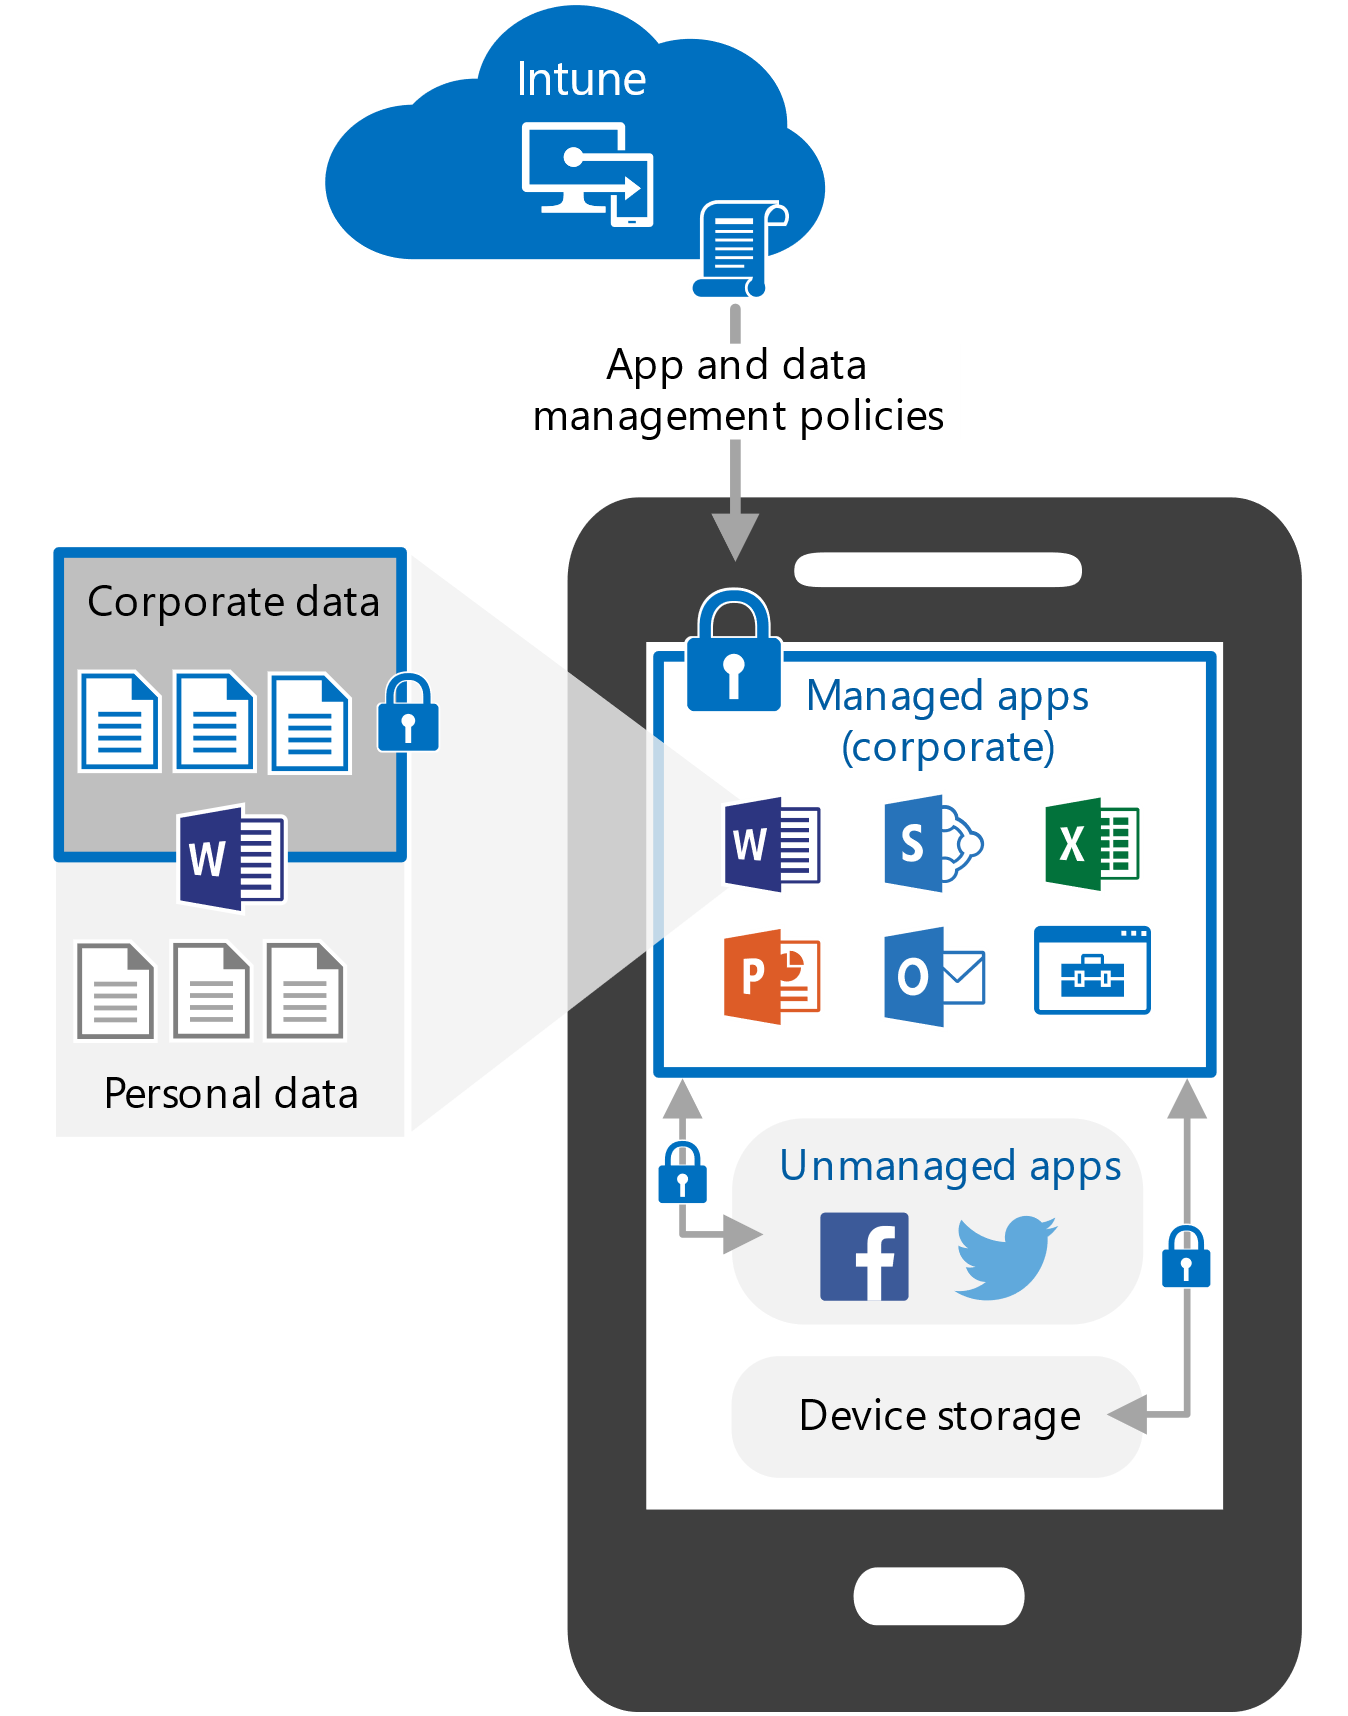 Intune
App and data
management policies
Corporate data
W
Personal data
Managed apps
(corporate)
W
S
X
P
O
Unmanaged apps
f
Device storage